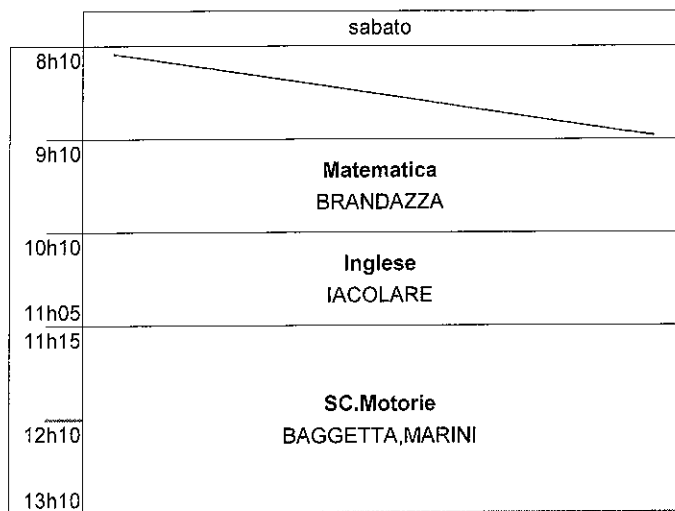 sabato
8h10
9h10
Matematica
BRANDAZZA
10h10
Inglese
IACOLARE
11h05
11h15
SC.Motorie
12h10
BAGGETTA,MARINI
13h10